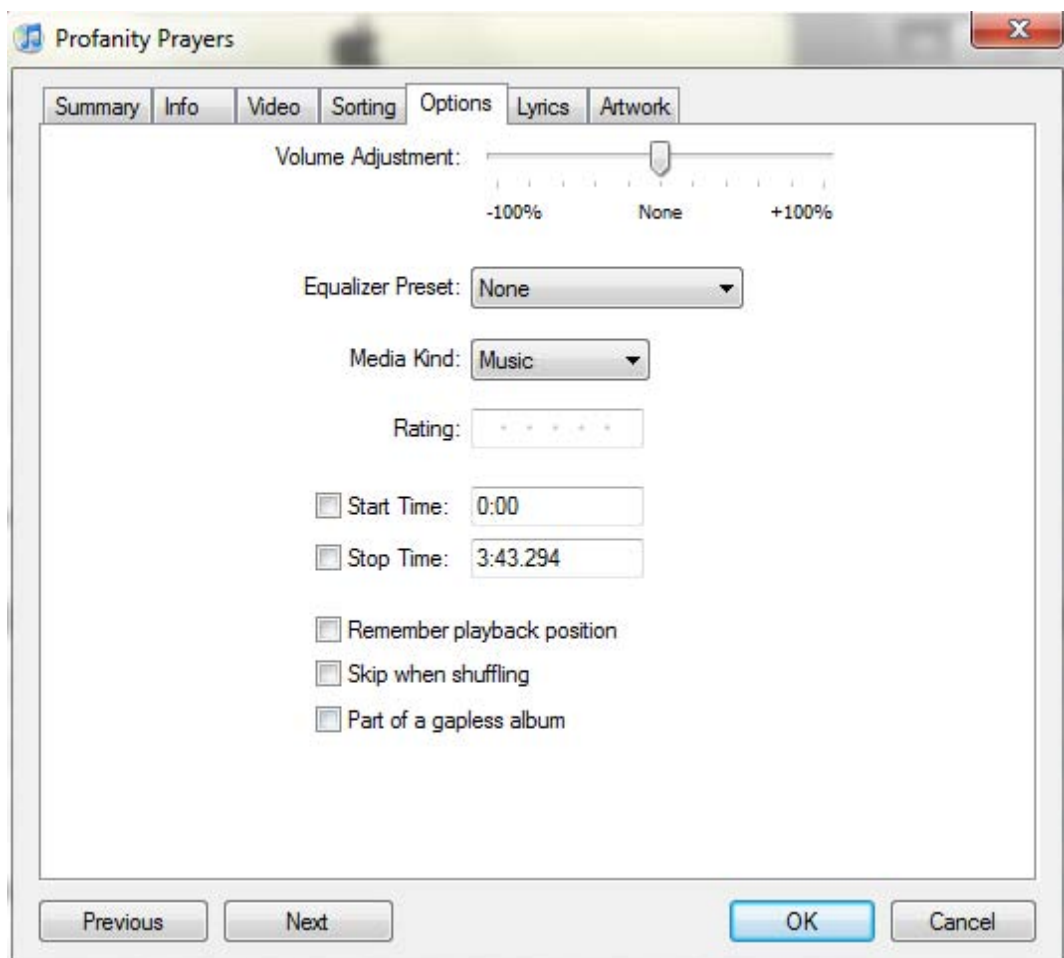 Profanity Prayers
Summary Info Video Sorting Options Lyrics Artwork
Volume Adjustment:
-100% None +100%
Equalizer Preset: None
Media Kind: Music
Rating:
Start Time: 0:00
Stop Time: 3:43.294
Remember playback position
Skip when shuffling
Part of a gapless album
Previous Next OK Cancel